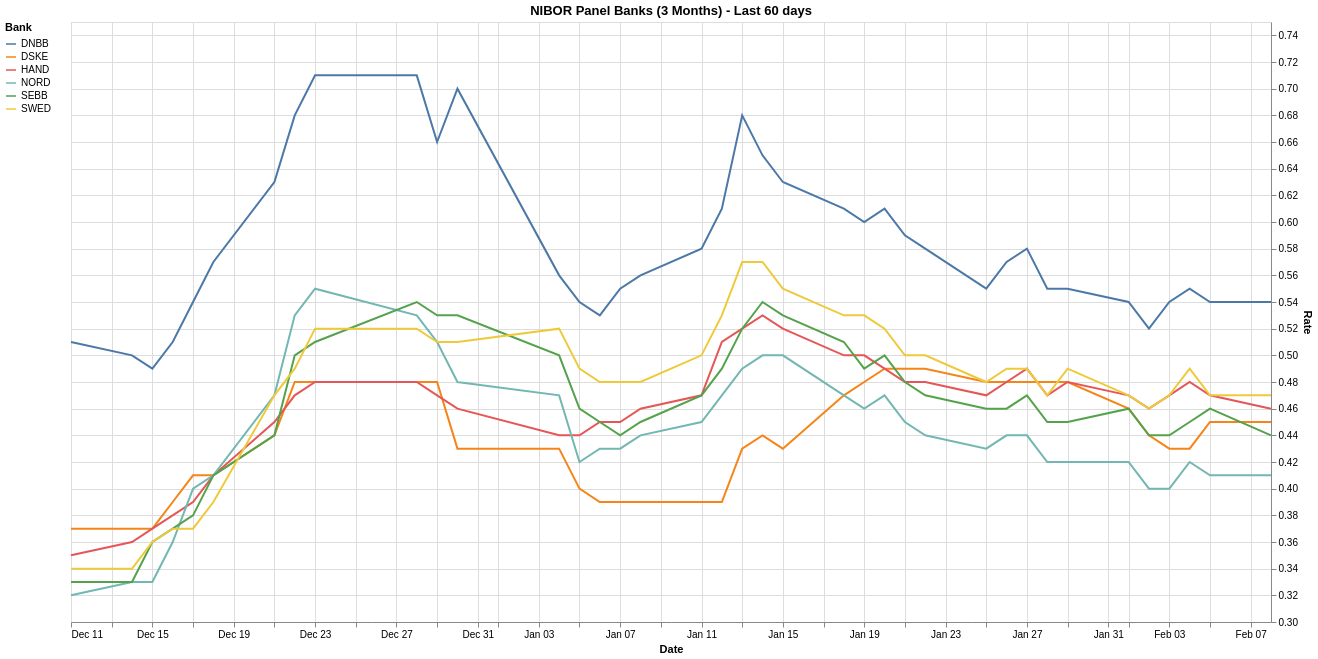 NIBOR Panel Banks (3 Months) - Last 60 days
Bank
DNBB
DSKE
HAND
NORD
SEBB
SWED
0.74
0.72
0.70
0.68
0.66
0.64
0.62
0.60
0.58
0.56
0.54
0.52
0.50
0.48
0.46
0.44
0.42
0.40
0.38
0.36
0.34
0.32
0.30
Rate
Dec 11 Dec 15 Dec 19 Dec 23 Dec 27 Dec 31 Jan 03 Jan 07 Jan 11 Jan 15 Jan 19 Jan 23 Jan 27 Jan 31 Feb 03 Feb 07
Date